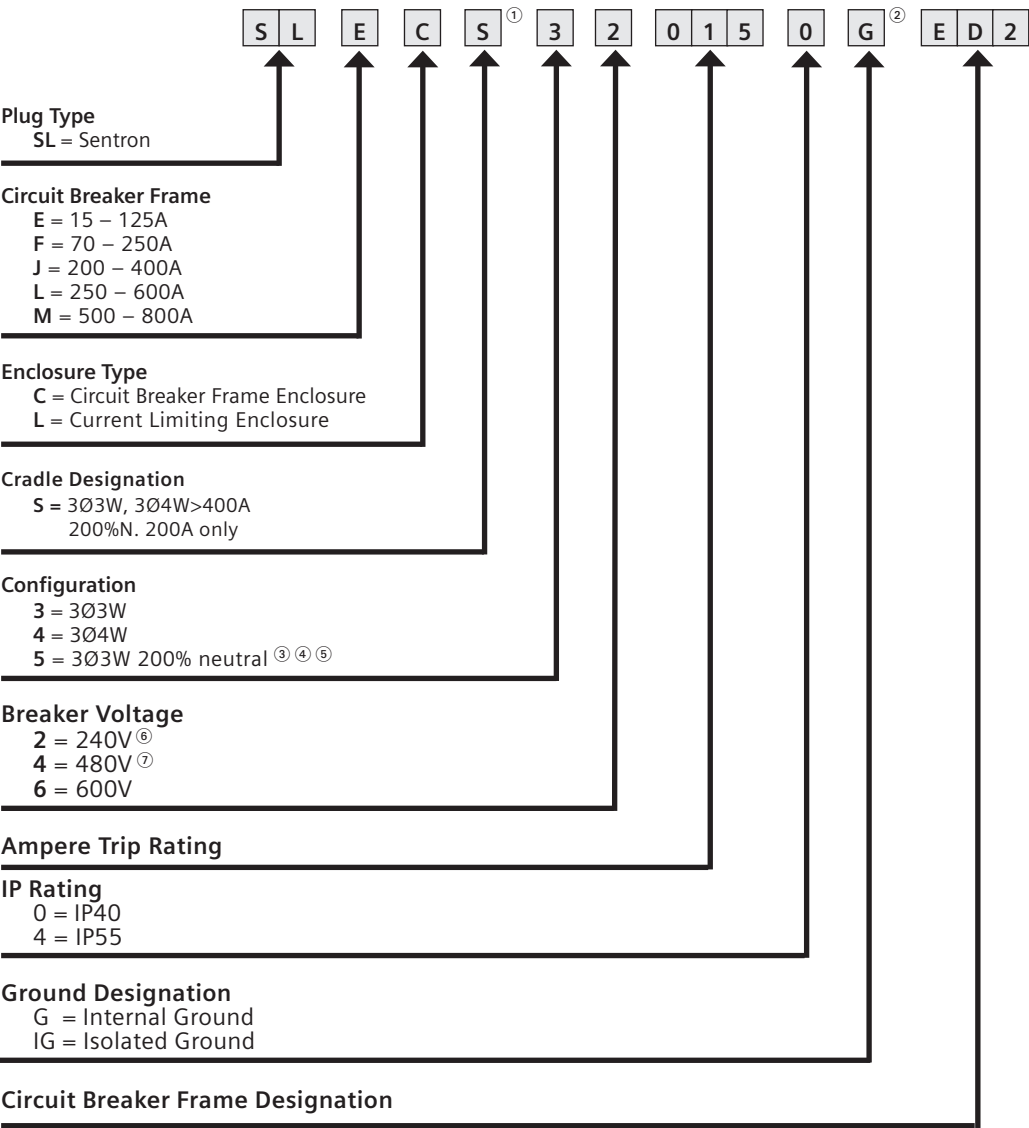 S L E C S ① 3 2 0 1 5 0 G ② E D 2
Plug Type
SL = Sentron
Circuit Breaker Frame
E = 15 – 125A
F = 70 – 250A
J = 200 – 400A
L = 250 – 600A
M = 500 – 800A
Enclosure Type
C = Circuit Breaker Frame Enclosure
L = Current Limiting Enclosure
Cradle Designation
S = 3Ø3W, 3Ø4W>400A
200%N. 200A only
Configuration
3 = 3Ø3W
4 = 3Ø4W
5 = 3Ø3W 200% neutral ③ ④ ⑤
Breaker Voltage
2 = 240V ⑥
4 = 480V ⑦
6 = 600V
Ampere Trip Rating
IP Rating
0 = IP40
4 = IP55
Ground Designation
G = Internal Ground
IG = Isolated Ground
Circuit Breaker Frame Designation